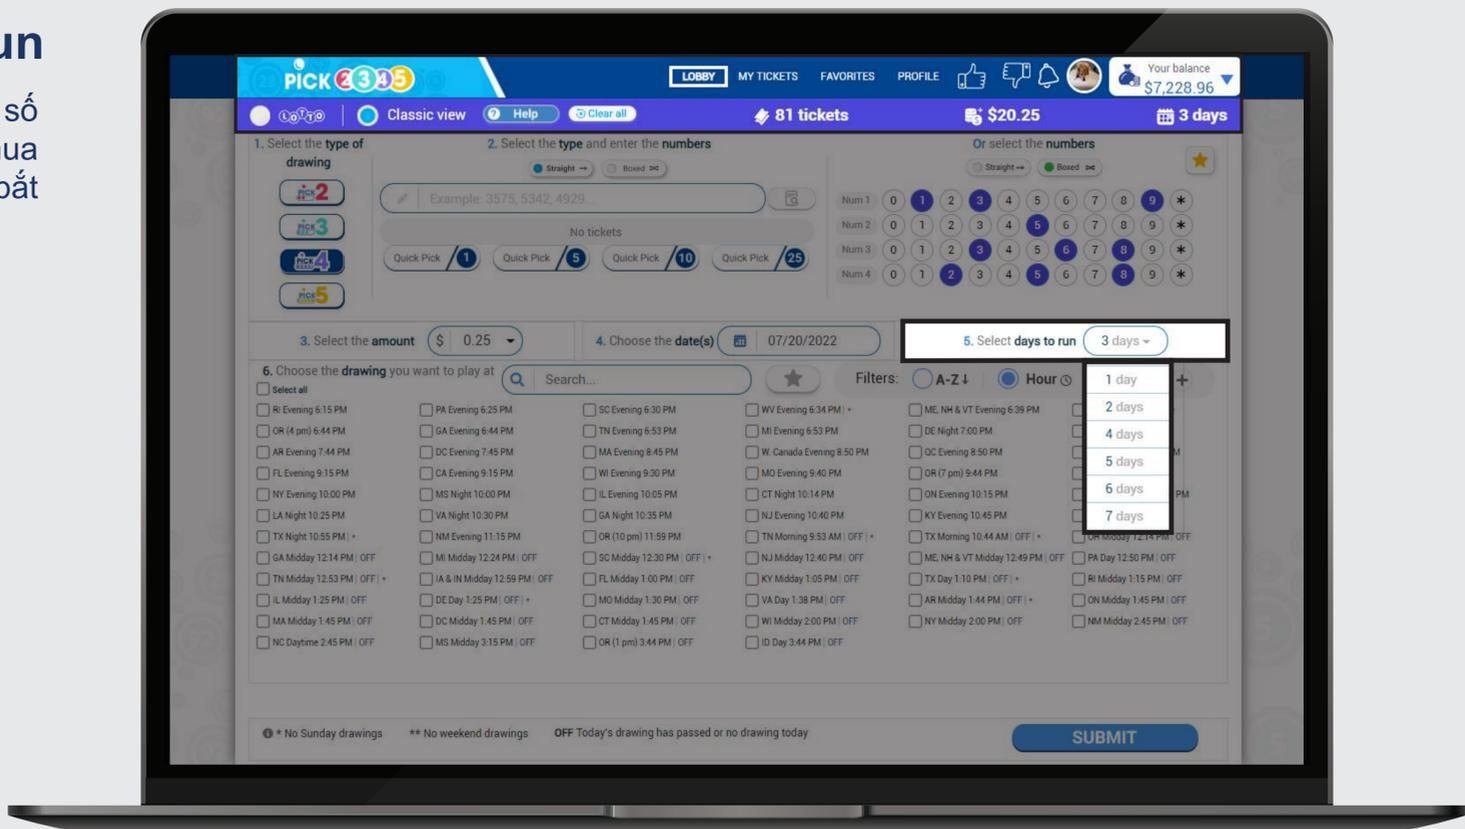 un
số
ua
bắt
PICK 2345
LOBBY MY TICKETS FAVORITES PROFILE
Your balance
$7,228.96
LOTTO Classic view ? Help Clear all 81 tickets $20.25 3 days
1. Select the type of drawing
2. Select the type and enter the numbers
Or select the numbers
Straight → Boxed
Straight → Boxed
PICK 2
PICK 3
PICK 4
PICK 5
Example: 3575, 5342, 4929...
No tickets
Quick Pick / 1 Quick Pick / 5 Quick Pick / 10 Quick Pick / 25
Num 1 0 1 2 3 4 5 6 7 8 9 *
Num 2 0 1 2 3 4 5 6 7 8 9 *
Num 3 0 1 2 3 4 5 6 7 8 9 *
Num 4 0 1 2 3 4 5 6 7 8 9 *
3. Select the amount $ 0.25
4. Choose the date(s) 07/20/2022
5. Select days to run 3 days
1 day
2 days
4 days
5 days
6 days
7 days
6. Choose the drawing you want to play at Search... Filters: A-Z↓ Hour +
Select all
RI Evening 6:15 PM PA Evening 6:25 PM SC Evening 6:30 PM WV Evening 6:34 PM | * ME, NH & VT Evening 6:39 PM
OR (4 pm) 6:44 PM GA Evening 6:44 PM TN Evening 6:53 PM MI Evening 6:53 PM DE Night 7:00 PM
AR Evening 7:44 PM DC Evening 7:45 PM MA Evening 8:45 PM W. Canada Evening 8:50 PM QC Evening 8:50 PM M
FL Evening 9:15 PM CA Evening 9:15 PM WI Evening 9:30 PM MO Evening 9:40 PM OR (7 pm) 9:44 PM
NY Evening 10:00 PM MS Night 10:00 PM IL Evening 10:05 PM CT Night 10:14 PM ON Evening 10:15 PM PM
LA Night 10:25 PM VA Night 10:30 PM GA Night 10:35 PM NJ Evening 10:40 PM KY Evening 10:45 PM
TX Night 10:55 PM | * NM Evening 11:15 PM OR (10 pm) 11:59 PM TN Morning 9:53 AM | OFF | * TX Morning 10:44 AM | OFF | * OH Midday 12:14 PM | OFF
GA Midday 12:14 PM | OFF MI Midday 12:24 PM | OFF SC Midday 12:30 PM | OFF | * NJ Midday 12:40 PM | OFF ME, NH & VT Midday 12:49 PM | OFF PA Day 12:50 PM | OFF
TN Midday 12:53 PM | OFF | * IA & IN Midday 12:59 PM | OFF FL Midday 1:00 PM | OFF KY Midday 1:05 PM | OFF TX Day 1:10 PM | OFF | * RI Midday 1:15 PM | OFF
IL Midday 1:25 PM | OFF DE Day 1:25 PM | OFF | * MO Midday 1:30 PM | OFF VA Day 1:38 PM | OFF AR Midday 1:44 PM | OFF | * ON Midday 1:45 PM | OFF
MA Midday 1:45 PM | OFF DC Midday 1:45 PM | OFF CT Midday 1:45 PM | OFF WI Midday 2:00 PM | OFF NY Midday 2:00 PM | OFF NM Midday 2:45 PM | OFF
NC Daytime 2:45 PM | OFF MS Midday 3:15 PM | OFF OR (1 pm) 3:44 PM | OFF ID Day 3:44 PM | OFF
* No Sunday drawings ** No weekend drawings OFF Today's drawing has passed or no drawing today
SUBMIT